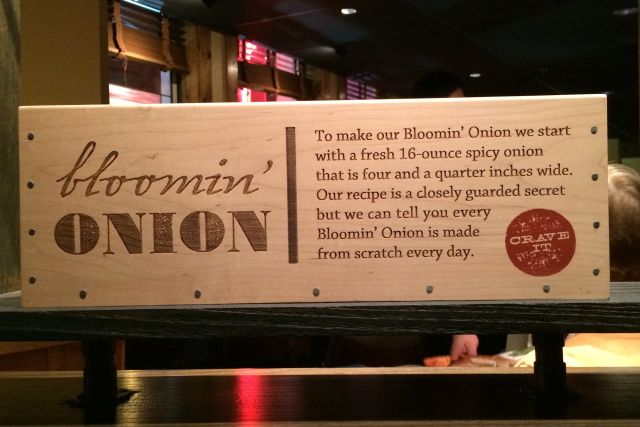 bloomin'
ONION
To make our Bloomin' Onion we start
with a fresh 16-ounce spicy onion
that is four and a quarter inches wide.
Our recipe is a closely guarded secret
but we can tell you every
Bloomin' Onion is made
from scratch every day.
CRAVE
IT